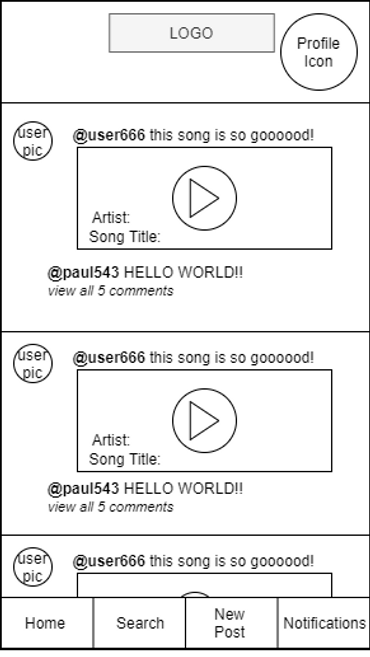 LOGO
Profile
Icon
user
pic
@user666 this song is so goooood!
Artist:
Song Title:
@paul543 HELLO WORLD!!
view all 5 comments
user
pic
@user666 this song is so goooood!
Artist:
Song Title:
@paul543 HELLO WORLD!!
view all 5 comments
user
pic
@user666 this song is so goooood!
Home
Search
New
Post
Notifications